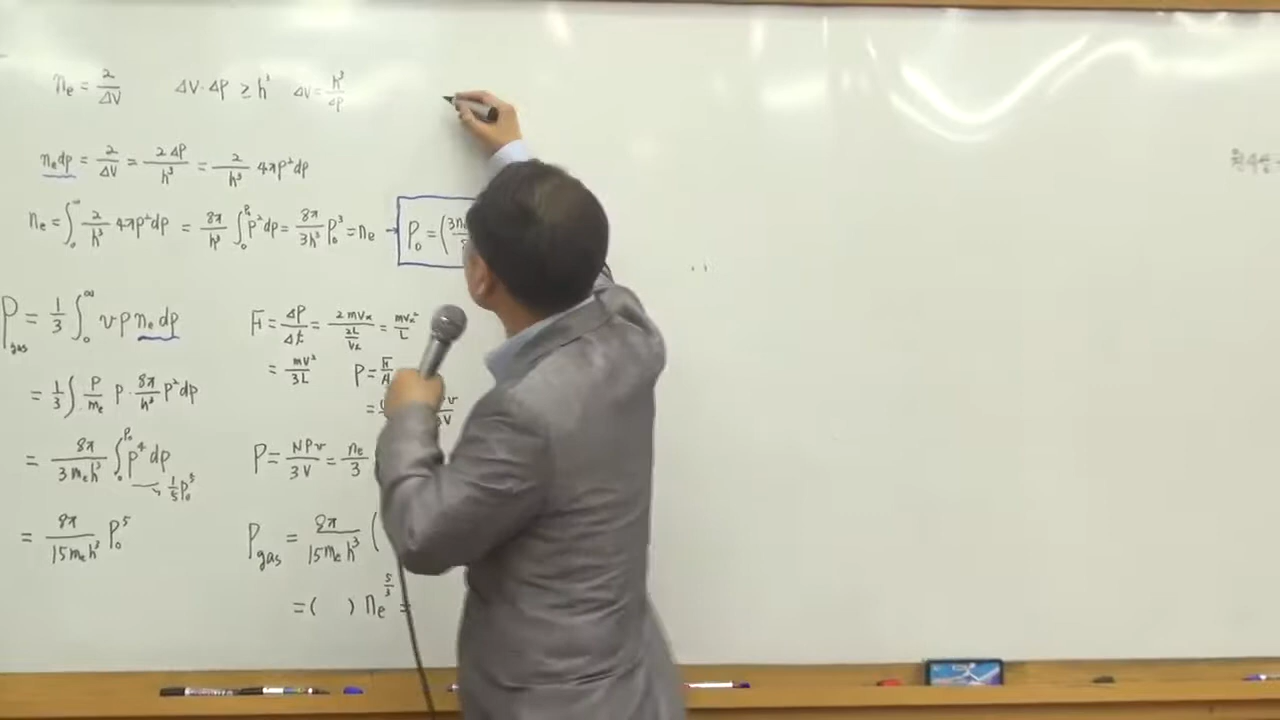 n_e = 2/ΔV   ΔV·ΔP ≥ h³   ΔV = h³/ΔP
n_e dp = 2/ΔV = 2ΔP/h³ = 2/h³ 4πp²dp
n_e = ∫₀^∞ 2/h³ 4πp²dp = 8π/h³ ∫₀^P₀ p²dp = 8π/3h³ P₀³ = n_e → P₀ = (3n
P_gas = 1/3 ∫₀^∞ v p n_e dp
= 1/3 ∫ P/m_e P · 8π/h³ P²dp
= 8π/3m_e h³ ∫₀^P₀ p⁴ dp
→ 1/5 P₀⁵
= 8π/15m_e h³ P₀⁵
F = ΔP/Δt = 2mv_x/(2L/v_x) = mv_x²/L
= mv²/3L   P = F/A
=
P = NPv/3V = n_e/3
P_gas = 8π/15m_e h³ (
= (   ) n_e^(5/3) =